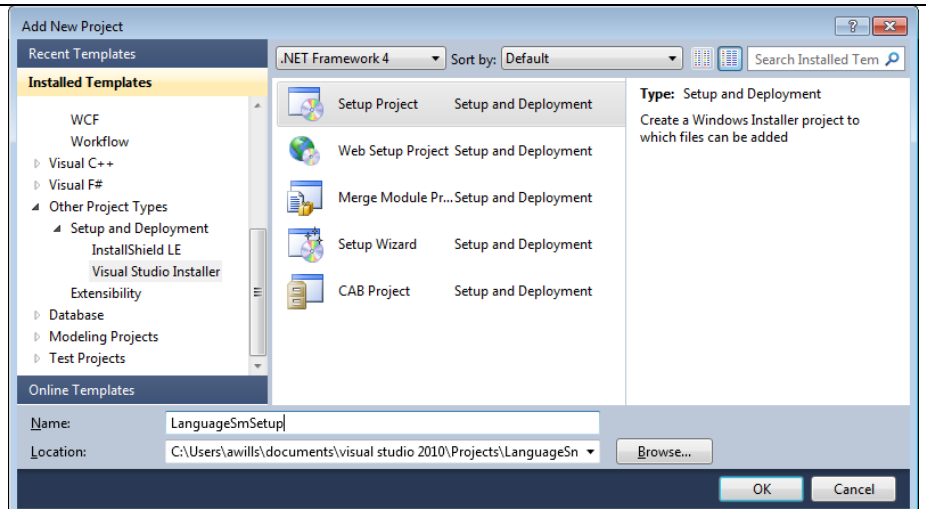 Add New Project
Recent Templates
Installed Templates
WCF
Workflow
Visual C++
Visual F#
Other Project Types
Setup and Deployment
InstallShield LE
Visual Studio Installer
Extensibility
Database
Modeling Projects
Test Projects
Online Templates
.NET Framework 4
Sort by: Default
Search Installed Tem
Setup Project Setup and Deployment
Web Setup Project Setup and Deployment
Merge Module Pr... Setup and Deployment
Setup Wizard Setup and Deployment
CAB Project Setup and Deployment
Type: Setup and Deployment
Create a Windows Installer project to
which files can be added
Name: LanguageSmSetup
Location: C:\Users\awills\documents\visual studio 2010\Projects\LanguageSn
Browse...
OK Cancel